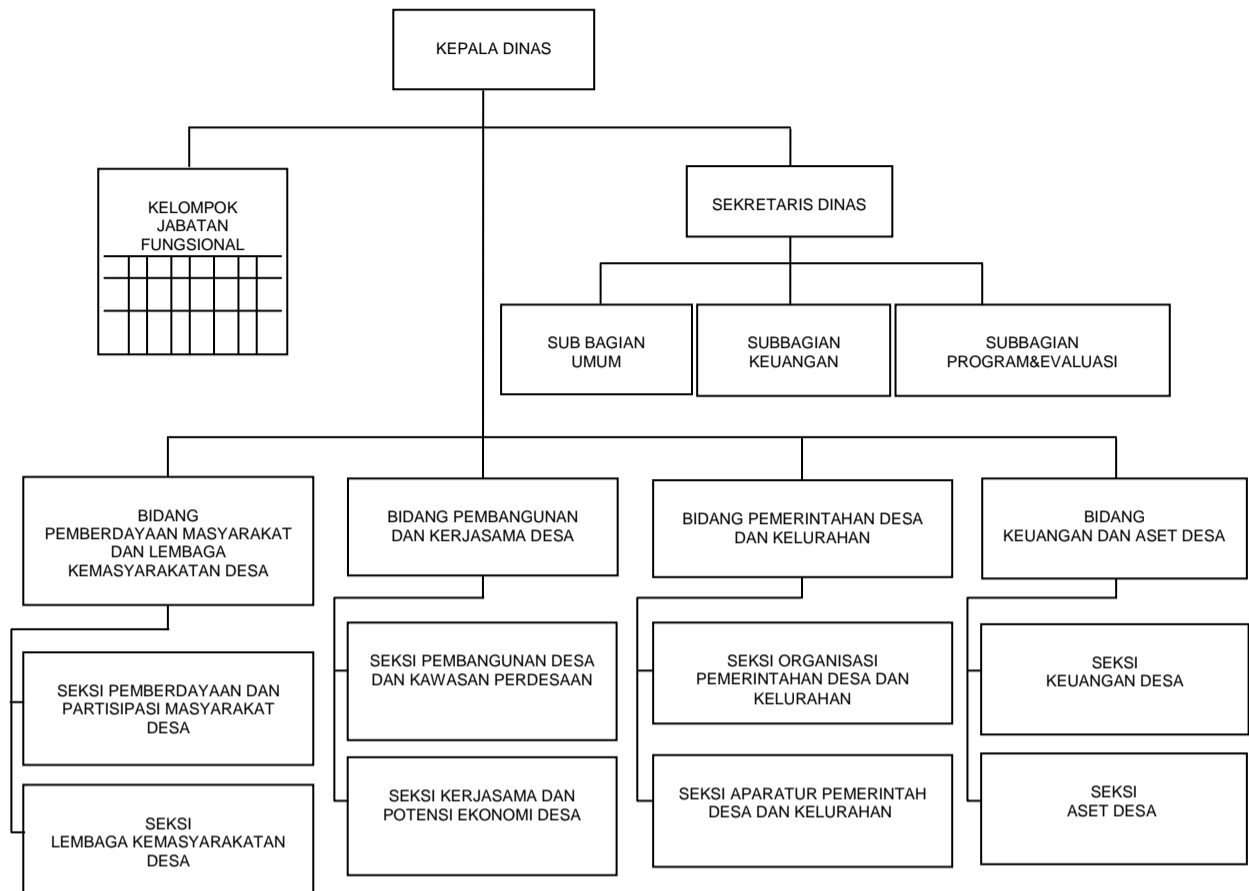 KEPALA DINAS
KELOMPOK
JABATAN
FUNGSIONAL
SEKRETARIS DINAS
SUB BAGIAN
UMUM
SUBBAGIAN
KEUANGAN
SUBBAGIAN
PROGRAM&EVALUASI
BIDANG
PEMBERDAYAAN MASYARAKAT
DAN LEMBAGA
KEMASYARAKATAN DESA
BIDANG PEMBANGUNAN
DAN KERJASAMA DESA
BIDANG PEMERINTAHAN DESA
DAN KELURAHAN
BIDANG
KEUANGAN DAN ASET DESA
SEKSI PEMBERDAYAAN DAN
PARTISIPASI MASYARAKAT
DESA
SEKSI PEMBANGUNAN DESA
DAN KAWASAN PERDESAAN
SEKSI ORGANISASI
PEMERINTAHAN DESA DAN
KELURAHAN
SEKSI
KEUANGAN DESA
SEKSI
LEMBAGA KEMASYARAKATAN
DESA
SEKSI KERJASAMA DAN
POTENSI EKONOMI DESA
SEKSI APARATUR PEMERINTAH
DESA DAN KELURAHAN
SEKSI
ASET DESA